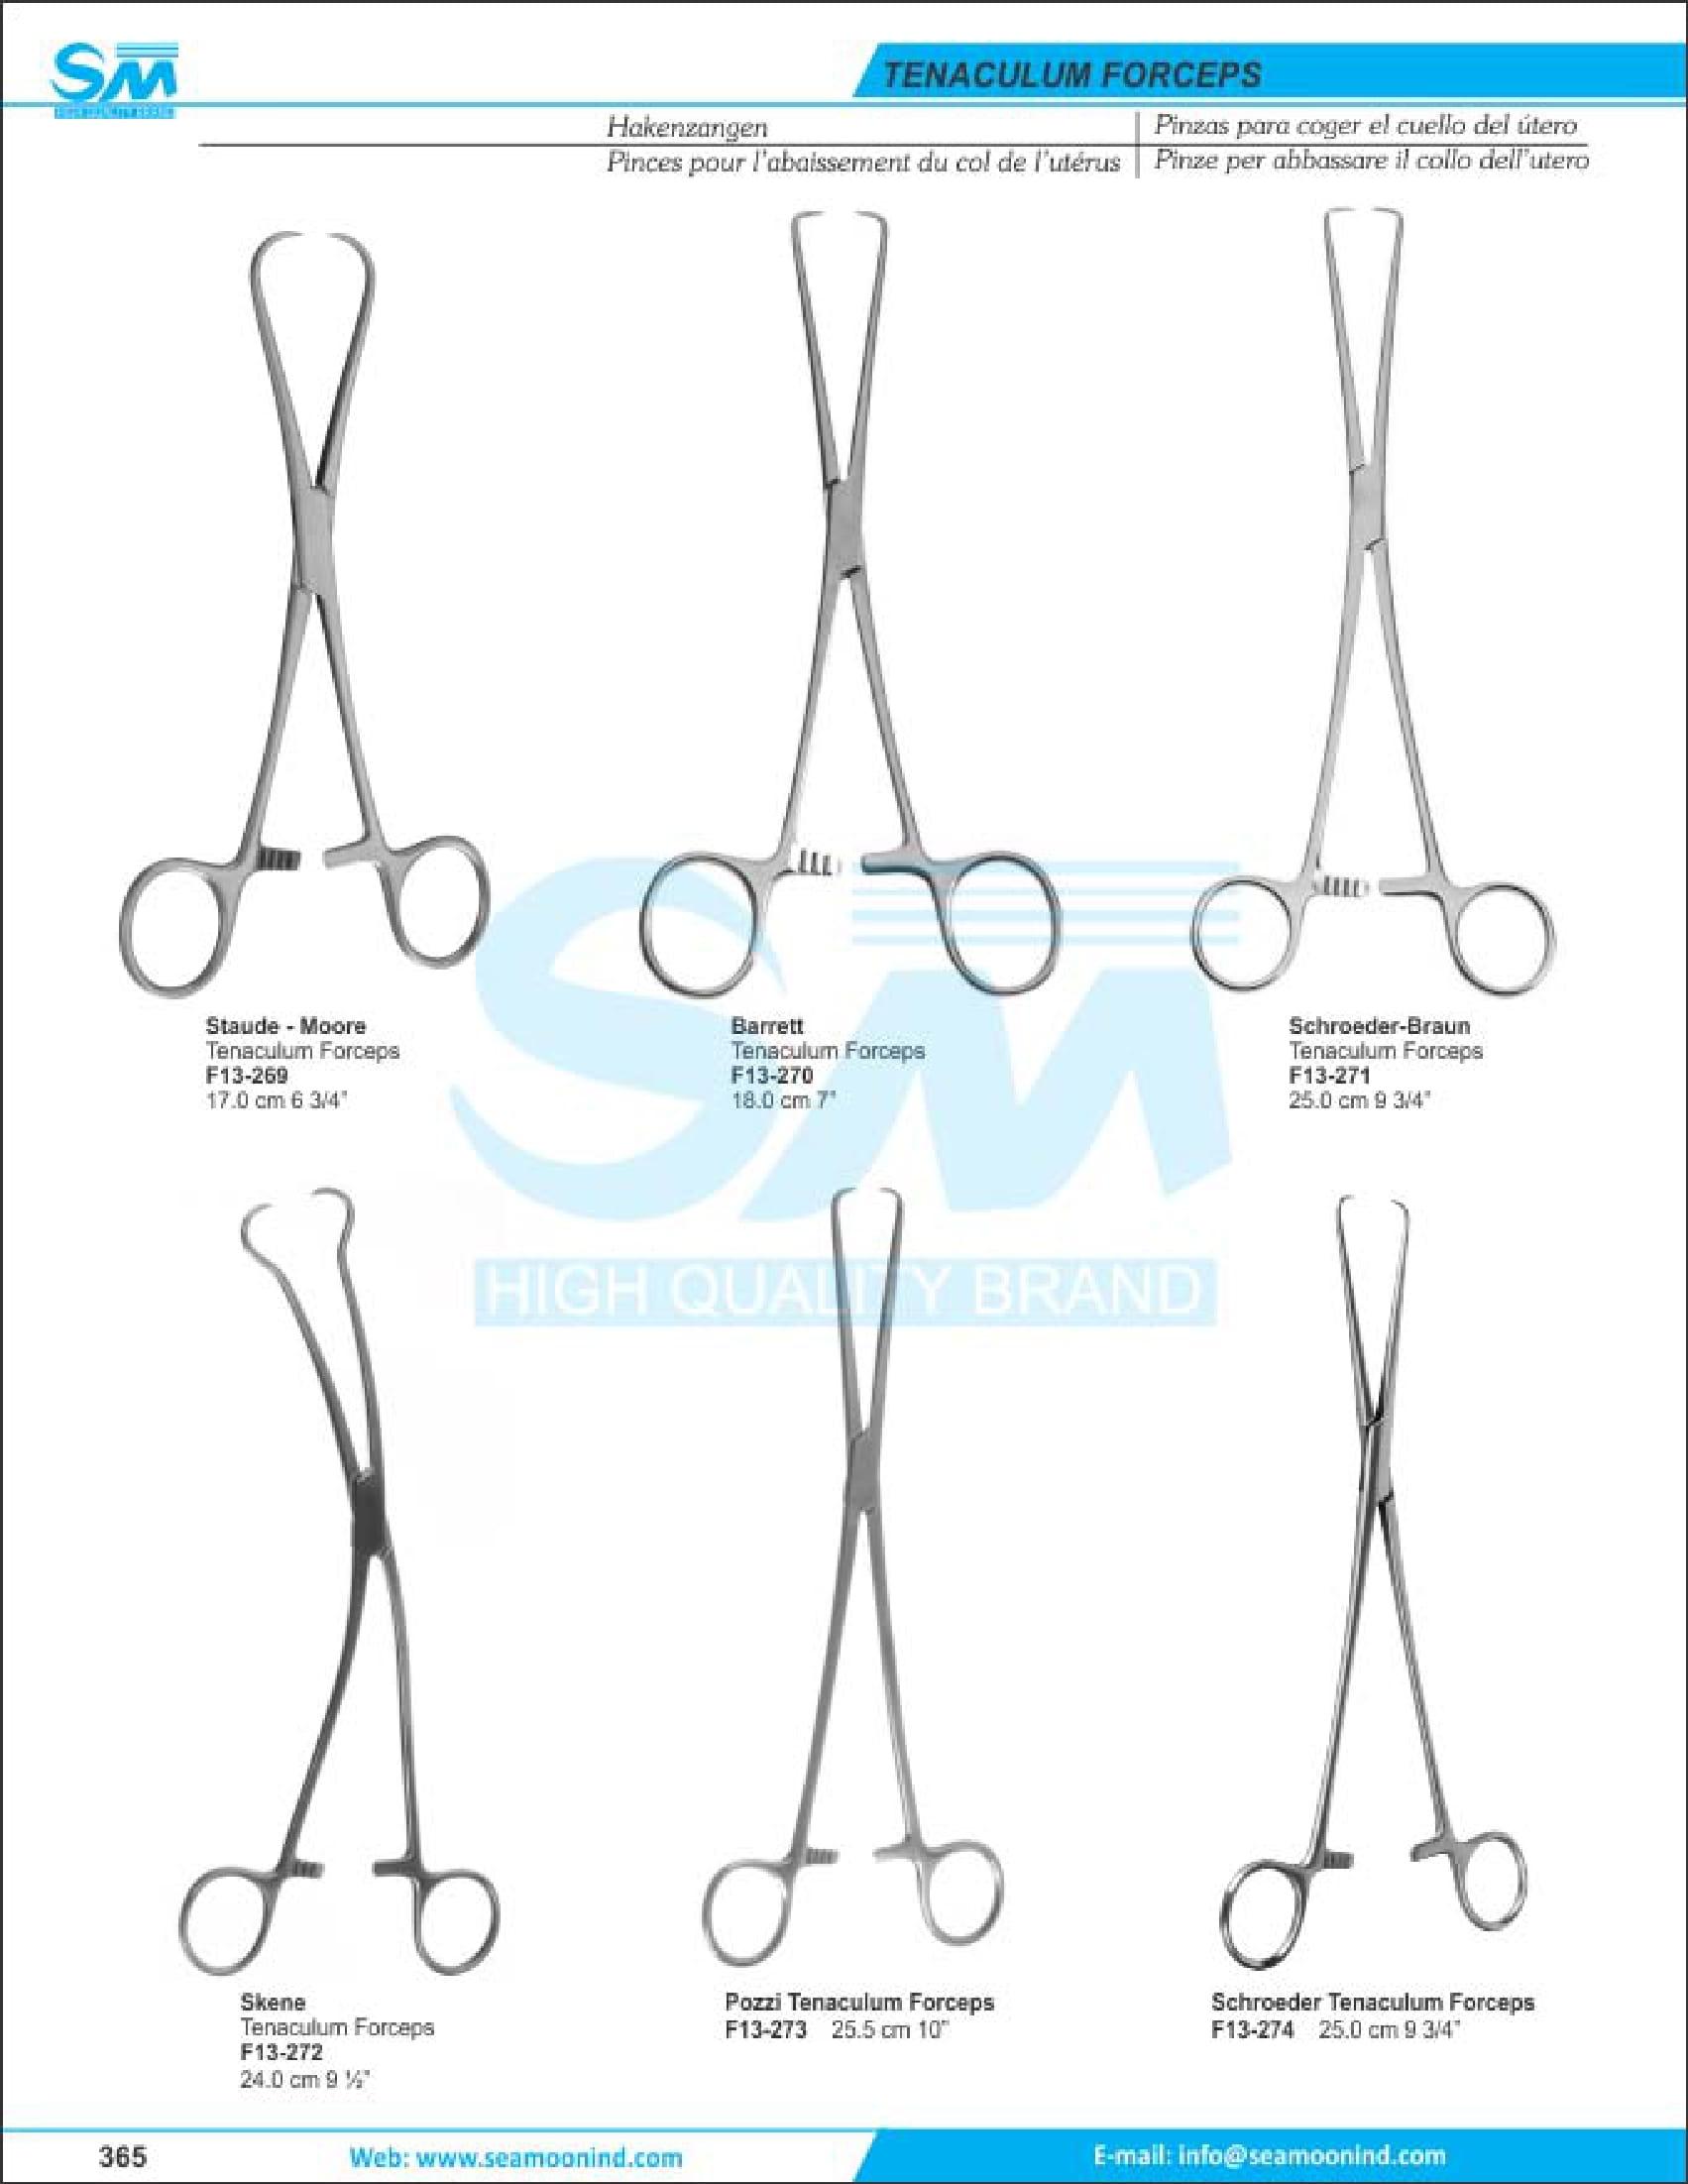 SM
TENACULUM FORCEPS
Hakenzangen
Pinces pour l'abaissement du col de l'utérus
Pinzas para coger el cuello del útero
Pinze per abbassare il collo dell'utero
Staude - Moore
Tenaculum Forceps
F13-269
17.0 cm 6 3/4"
Barrett
Tenaculum Forceps
F13-270
18.0 cm 7"
Schroeder-Braun
Tenaculum Forceps
F13-271
25.0 cm 9 3/4"
SM
HIGH QUALITY BRAND
Skene
Tenaculum Forceps
F13-272
24.0 cm 9 ½"
Pozzi Tenaculum Forceps
F13-273 25.5 cm 10"
Schroeder Tenaculum Forceps
F13-274 25.0 cm 9 3/4"
365
Web: www.seamoonind.com
E-mail: info@seamoonind.com